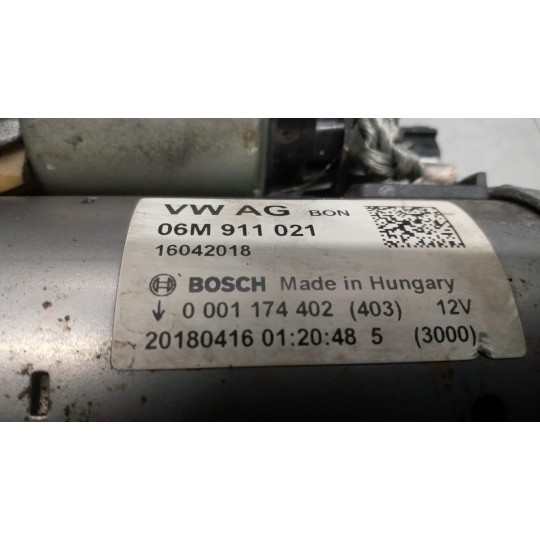 VW AG BON
06M 911 021
16042018
BOSCH Made in Hungary
0 001 174 402 (403) 12V
20180416 01:20:48 5 (3000)